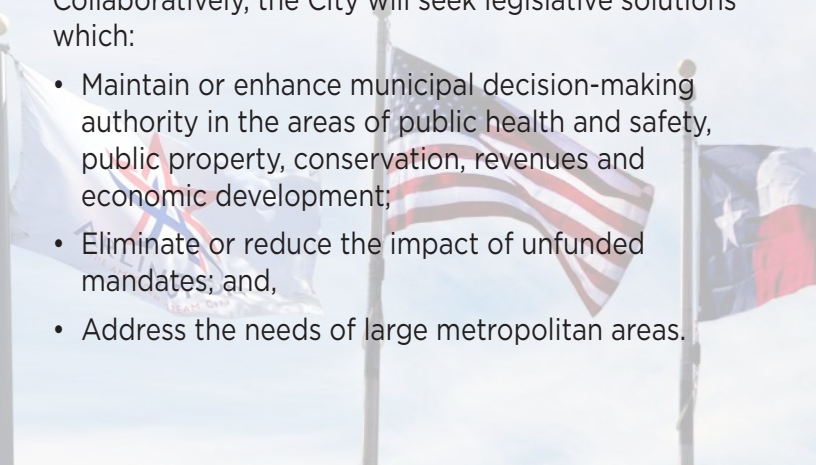 Collaboratively, the City will seek legislative solutions
which:
• Maintain or enhance municipal decision-making
authority in the areas of public health and safety,
public property, conservation, revenues and
economic development;
• Eliminate or reduce the impact of unfunded
mandates; and,
• Address the needs of large metropolitan areas.